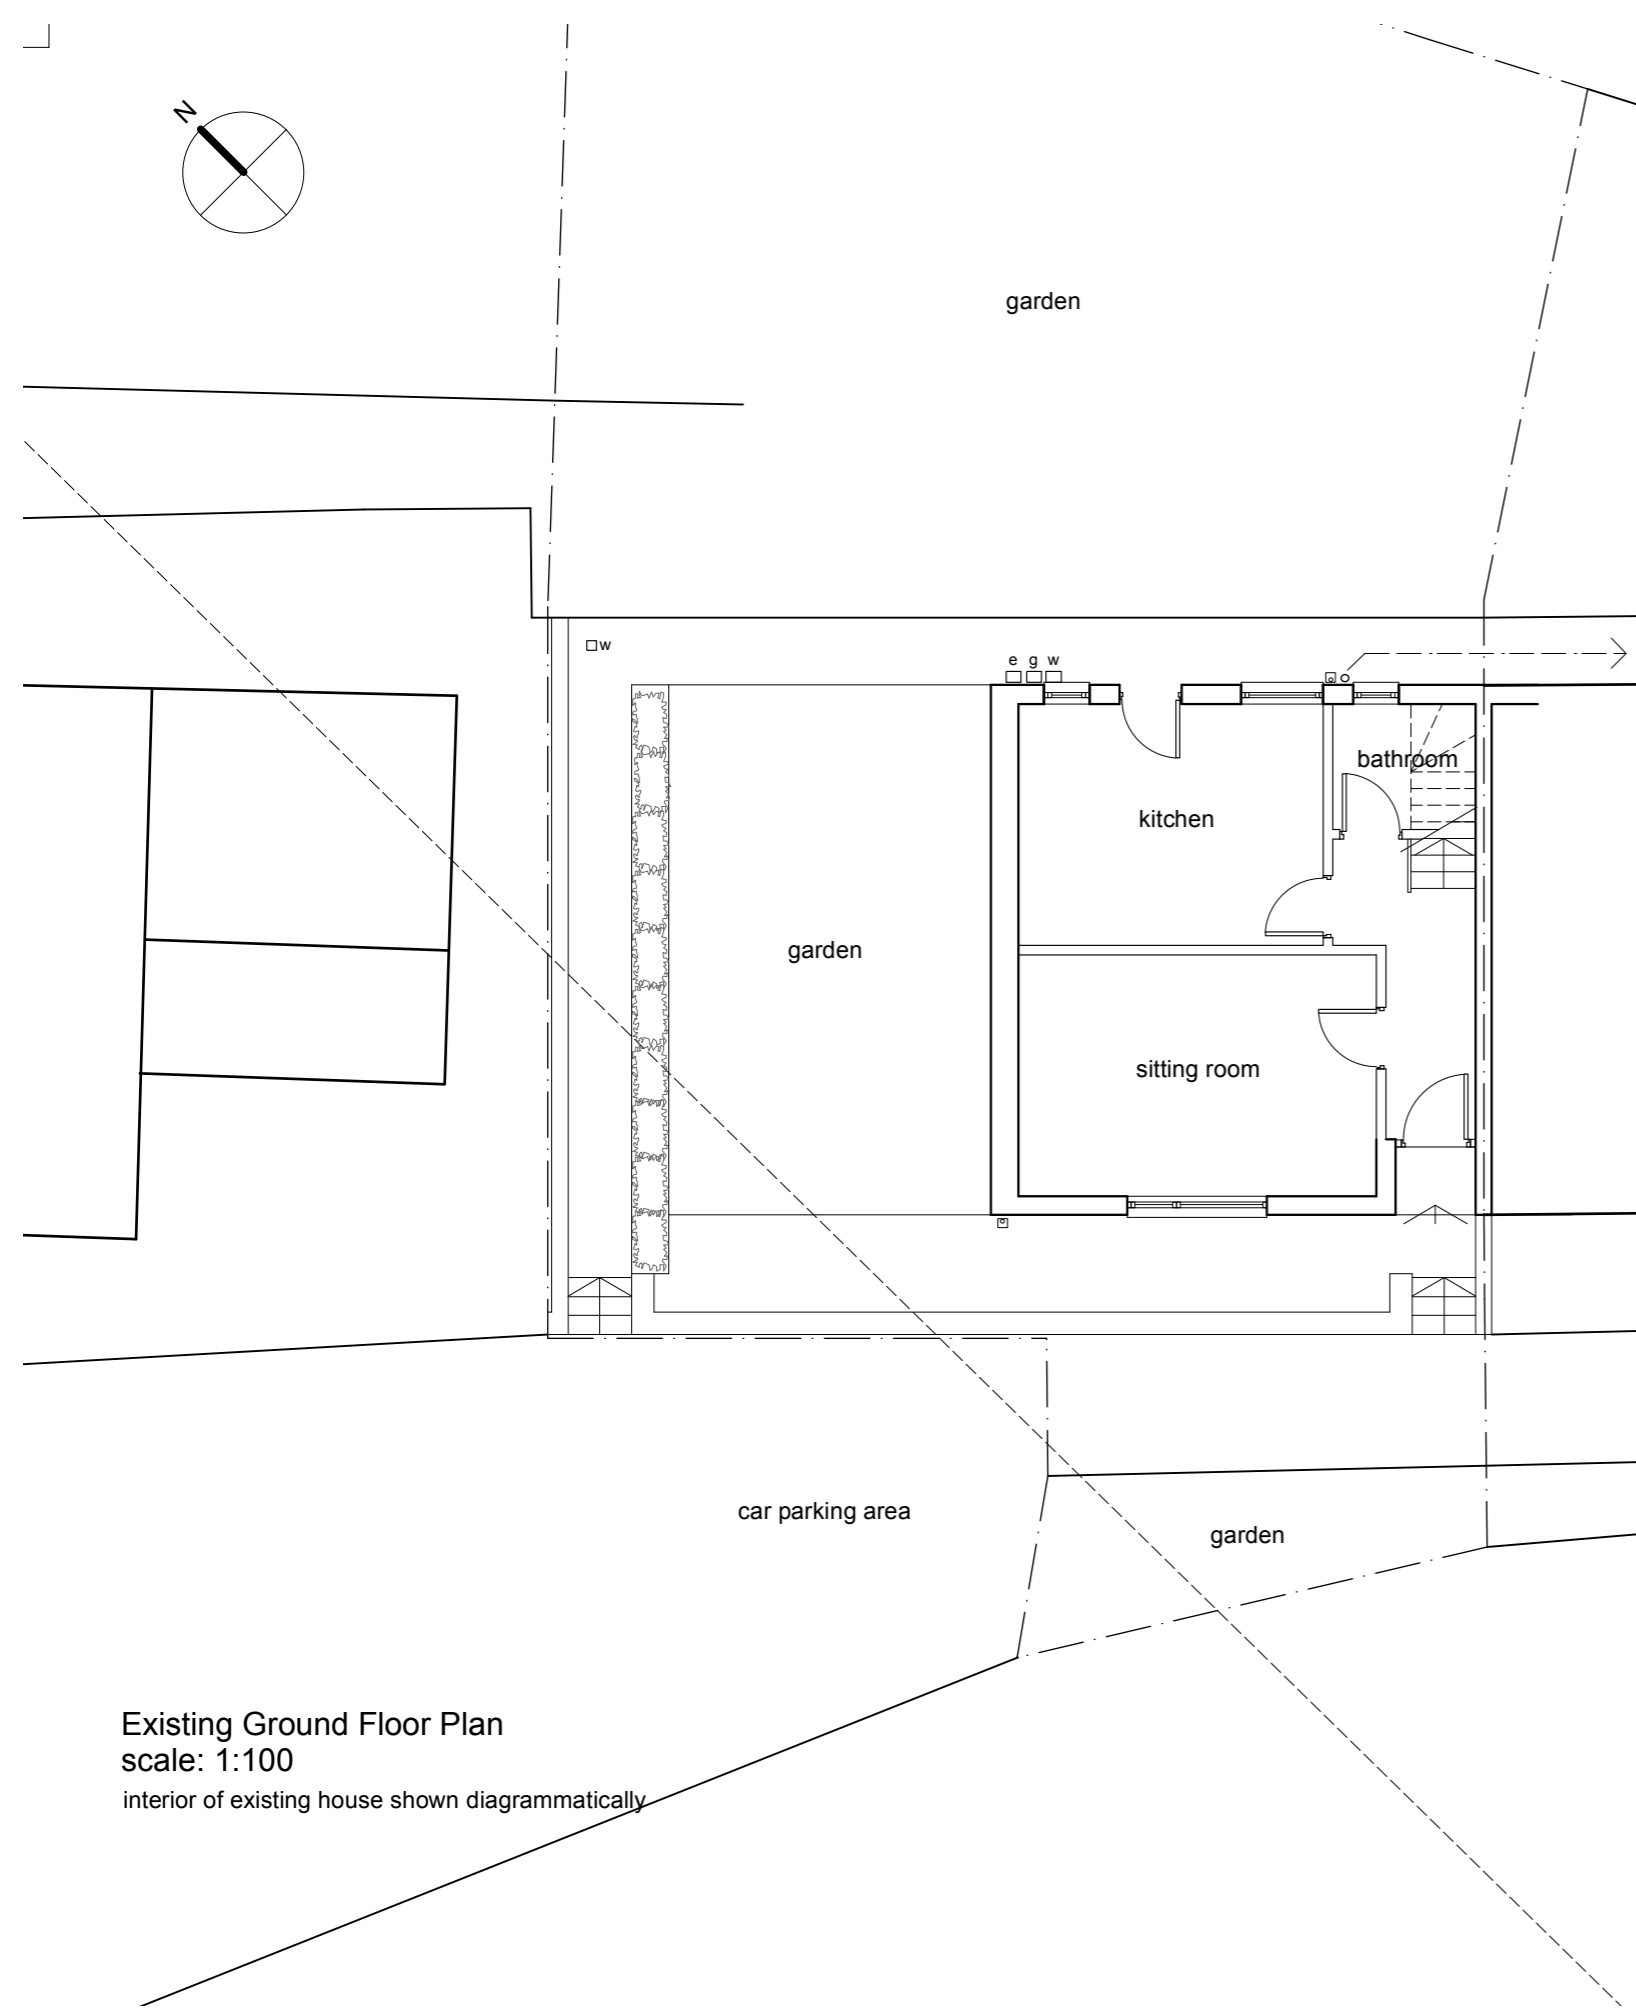 N
garden
w
e g w
bathroom
kitchen
garden
sitting room
car parking area
garden
Existing Ground Floor Plan
scale: 1:100
interior of existing house shown diagrammatically